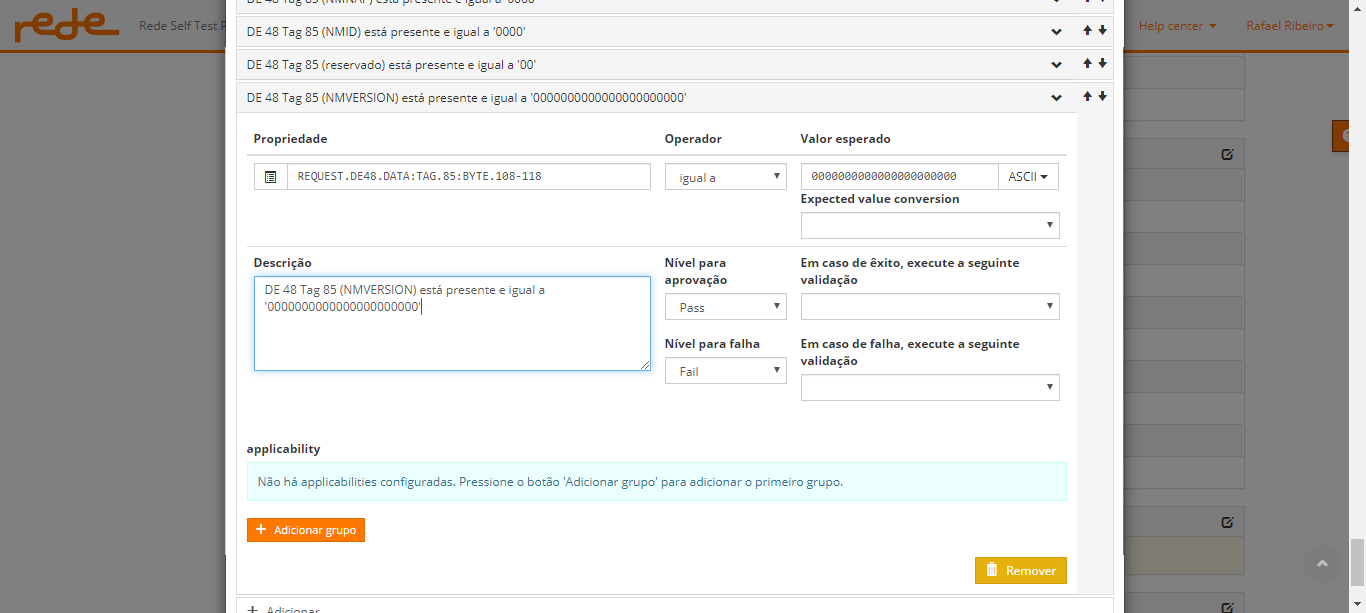 rede Rede Self Test
Help center
Rafael Ribeiro
está presente e igual a
DE 48 Tag 85 (NMID) está presente e igual a '0000'
DE 48 Tag 85 (reservado) está presente e igual a '00'
DE 48 Tag 85 (NMVERSION) está presente e igual a '0000000000000000000000'
Propriedade
Operador
Valor esperado
REQUEST.DE48.DATA:TAG.85:BYTE.108-118
igual a
0000000000000000000000
ASCII
Expected value conversion
Descrição
Nível para
aprovação
Em caso de êxito, execute a seguinte
validação
DE 48 Tag 85 (NMVERSION) está presente e igual a
'0000000000000000000000'
Pass
Nível para falha
Em caso de falha, execute a seguinte
validação
Fail
applicability
Não há applicabilities configuradas. Pressione o botão 'Adicionar grupo' para adicionar o primeiro grupo.
+ Adicionar grupo
Remover
+ Adicionar